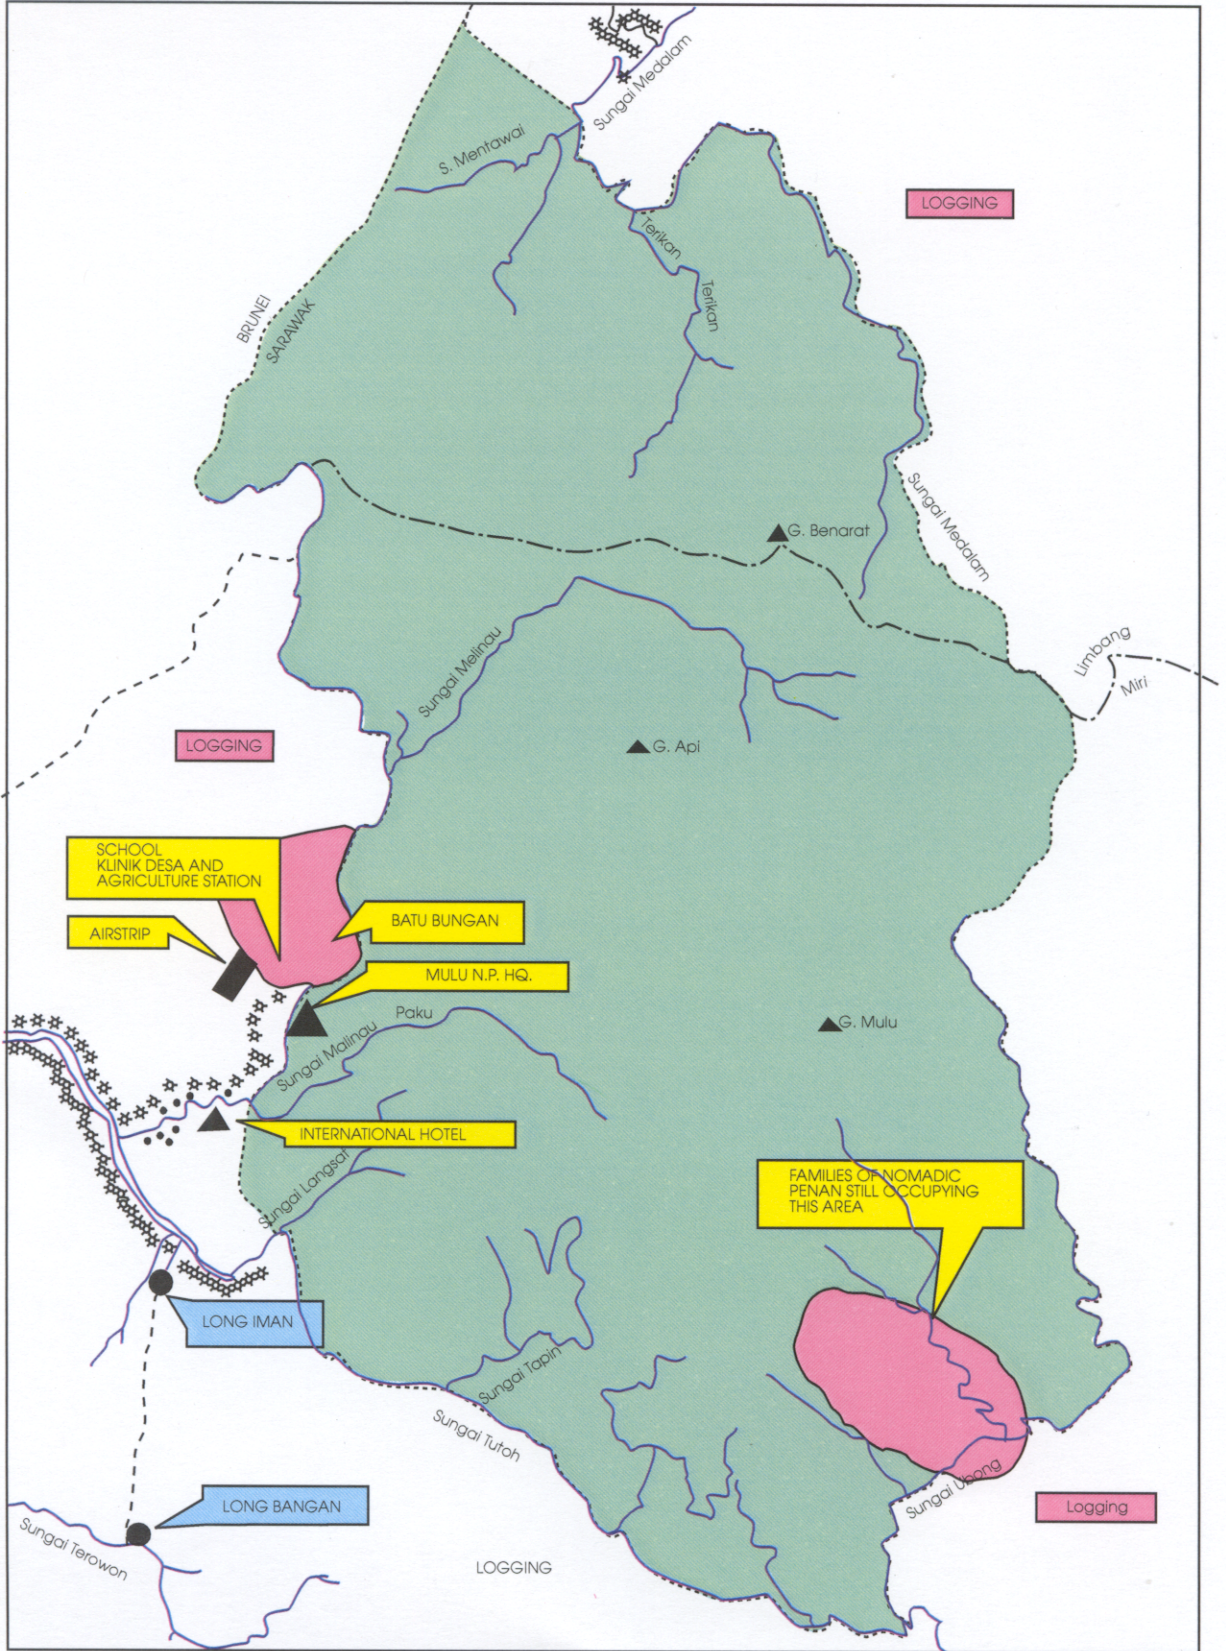 Sungai Medalam
S. Mentawai
LOGGING
Terikan
Terikan
BRUNEI
SARAWAK
Sungai Medalam
G. Benarat
Limbang
Miri
Sungai Melinau
LOGGING
G. Api
SCHOOL
KLINIK DESA AND
AGRICULTURE STATION
BATU BUNGAN
AIRSTRIP
MULU N.P. HQ.
Paku
Sungai Malinau
G. Mulu
INTERNATIONAL HOTEL
Sungai Langsat
FAMILIES OF NOMADIC
PENAN STILL OCCUPYING
THIS AREA
LONG IMAN
Sungai Tapin
Sungai Tutoh
Sungai Ubong
LONG BANGAN
Logging
Sungai Terowon
LOGGING